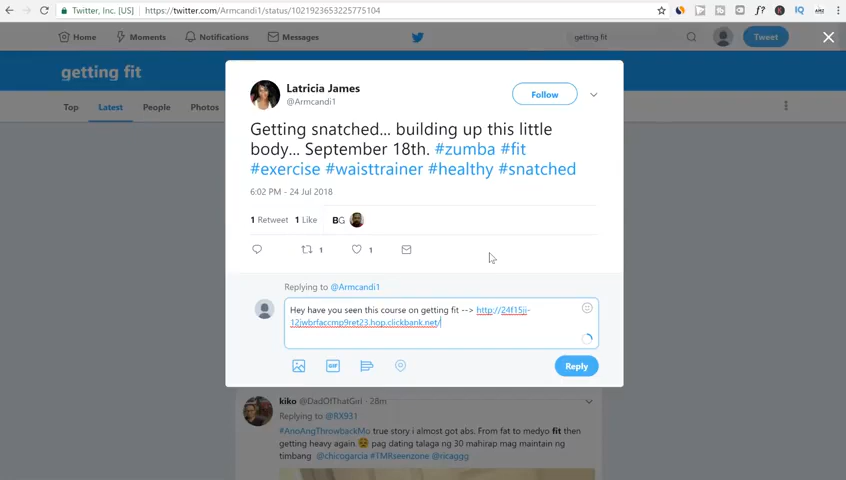 Twitter, Inc. [US] | https://twitter.com/Armcandi1/status/1021923653225775104
Home Moments Notifications Messages getting fit Tweet
getting fit
Top Latest People Photos
Latricia James
@Armcandi1
Follow
Getting snatched... building up this little
body... September 18th. #zumba #fit
#exercise #waisttrainer #healthy #snatched
6:02 PM - 24 Jul 2018
1 Retweet 1 Like BG
1 1
Replying to @Armcandi1
Hey have you seen this course on getting fit --> http://24f15jj-
12jwbrfaccmp9ret23.hop.clickbank.net/
GIF
Reply
kiko @DadOfThatGirl · 28m
Replying to @RX931
#AnoAngThrowbackMo true story i almost got abs. From fat to medyo fit then
getting heavy again. pag dating talaga ng 30 mahirap mag maintain ng
timbang @chicogarcia #TMRseenzone @ricaggg